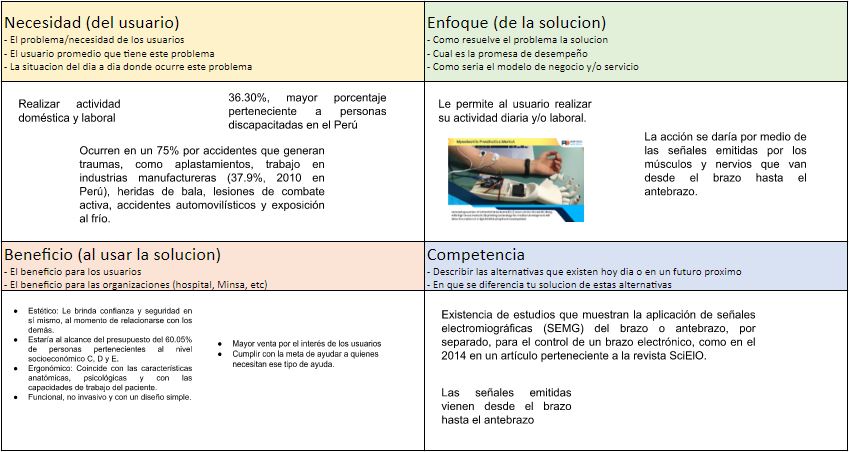 Necesidad (del usuario)
- El problema/necesidad de los usuarios
- El usuario promedio que tiene este problema
- La situacion del dia a dia donde ocurre este problema
Realizar actividad
doméstica y laboral
36.30%, mayor porcentaje
perteneciente a personas
discapacitadas en el Perú
Ocurren en un 75% por accidentes que generan
traumas, como aplastamientos, trabajo en
industrias manufactureras (37.9%, 2010 en
Perú), heridas de bala, lesiones de combate
activa, accidentes automovilísticos y exposición
al frío.
Enfoque (de la solucion)
- Como resuelve el problema la solucion
- Cual es la promesa de desempeño
- Como seria el modelo de negocio y/o servicio
Le permite al usuario realizar
su actividad diaria y/o laboral.
La acción se daría por medio de
las señales emitidas por los
músculos y nervios que van
desde el brazo hasta el
antebrazo.
Beneficio (al usar la solucion)
- El beneficio para los usuarios
- El beneficio para las organizaciones (hospital, Minsa, etc)
● Estético: Le brinda confianza y seguridad en
sí mismo, al momento de relacionarse con los
demás.
● Estaría al alcance del presupuesto del 60.05%
de personas pertenecientes al nivel
socioeconómico C, D y E.
● Ergonómico: Coincide con las características
anatómicas, psicológicas y con las
capacidades de trabajo del paciente.
● Funcional, no invasivo y con un diseño simple.
● Mayor venta por el interés de los usuarios
● Cumplir con la meta de ayudar a quienes
necesitan ese tipo de ayuda.
Competencia
- Describir las alternativas que existen hoy dia o en un futuro proximo
- En que se diferencia tu solucion de estas alternativas
Existencia de estudios que muestran la aplicación de señales
electromiográficas (SEMG) del brazo o antebrazo, por
separado, para el control de un brazo electrónico, como en el
2014 en un artículo perteneciente a la revista SciElO.
Las señales emitidas
vienen desde el brazo
hasta el antebrazo